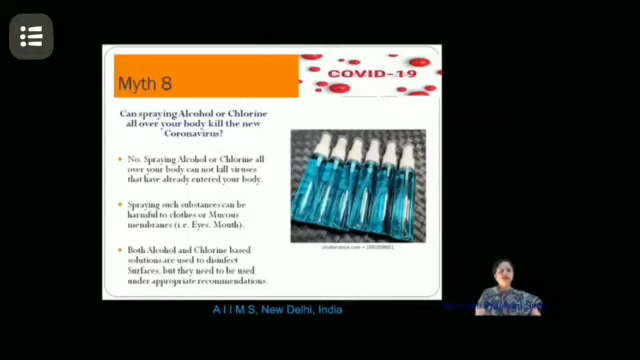 Myth 8
COVID-19
Can spraying Alcohol or Chlorine
all over your body kill the new
Coronavirus?
No. Spraying Alcohol or Chlorine all
over your body can not kill viruses
that have already entered your body.
Spraying such substances can be
harmful to clothes or Mucous
membranes (i.e. Eyes, Mouth).
Both Alcohol and Chlorine based
solutions are used to disinfect
Surfaces, but they need to be used
under appropriate recommendations.
A I I M S, New Delhi, India